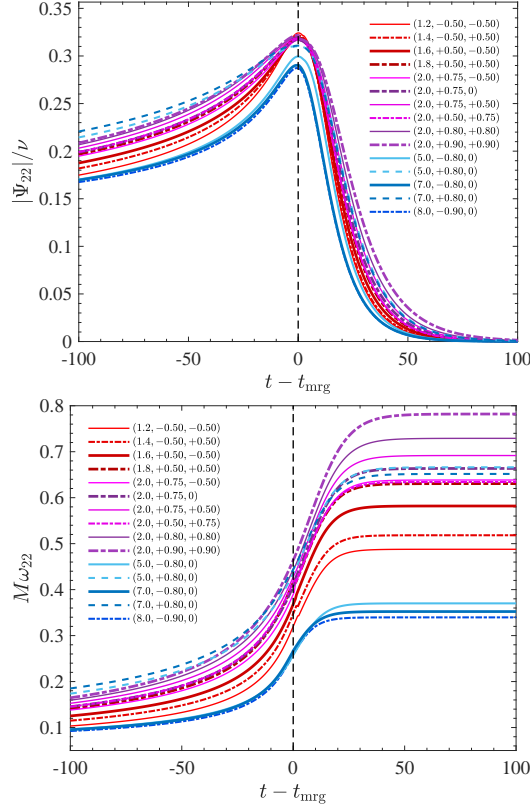 0.35
0.3
0.25
0.2
0.15
0.1
0.05
0
|Ψ22|/ν
(1.2, −0.50, −0.50)
(1.4, −0.50, +0.50)
(1.6, +0.50, −0.50)
(1.8, +0.50, +0.50)
(2.0, +0.75, −0.50)
(2.0, +0.75, 0)
(2.0, +0.75, +0.50)
(2.0, +0.50, +0.75)
(2.0, +0.80, +0.80)
(2.0, +0.90, +0.90)
(5.0, −0.80, 0)
(5.0, +0.80, 0)
(7.0, −0.80, 0)
(7.0, +0.80, 0)
(8.0, −0.90, 0)
-100 -50 0 50 100
t − tmrg
0.8
0.7
0.6
0.5
0.4
0.3
0.2
0.1
Mω22
(1.2, −0.50, −0.50)
(1.4, −0.50, +0.50)
(1.6, +0.50, −0.50)
(1.8, +0.50, +0.50)
(2.0, +0.75, −0.50)
(2.0, +0.75, 0)
(2.0, +0.75, +0.50)
(2.0, +0.50, +0.75)
(2.0, +0.80, +0.80)
(2.0, +0.90, +0.90)
(5.0, −0.80, 0)
(5.0, +0.80, 0)
(7.0, −0.80, 0)
(7.0, +0.80, 0)
(8.0, −0.90, 0)
-100 -50 0 50 100
t − tmrg